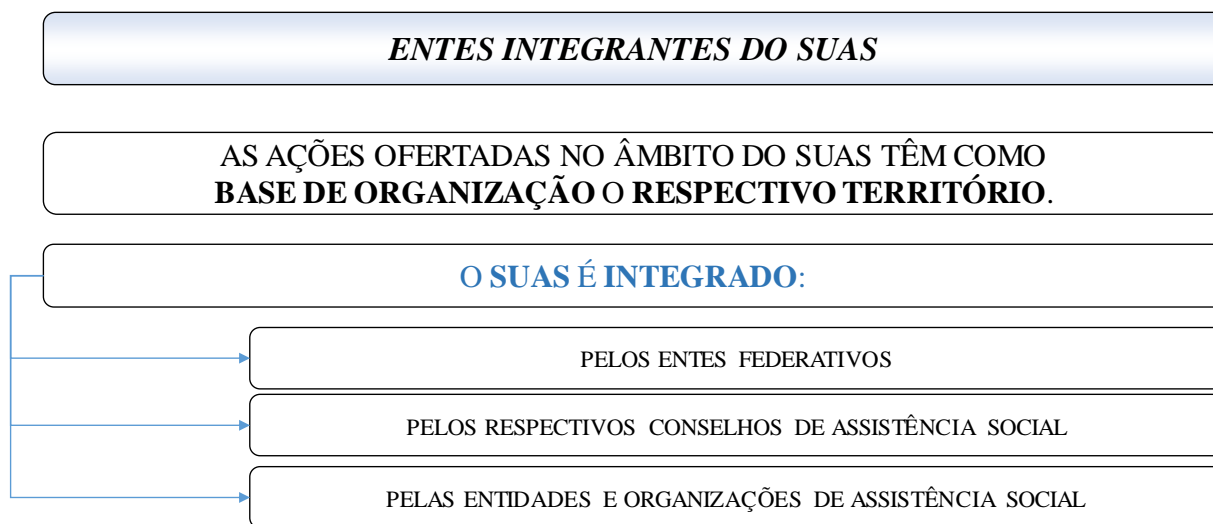 ENTES INTEGRANTES DO SUAS
AS AÇÕES OFERTADAS NO ÂMBITO DO SUAS TÊM COMO
BASE DE ORGANIZAÇÃO O RESPECTIVO TERRITÓRIO.
O SUAS É INTEGRADO:
PELOS ENTES FEDERATIVOS
PELOS RESPECTIVOS CONSELHOS DE ASSISTÊNCIA SOCIAL
PELAS ENTIDADES E ORGANIZAÇÕES DE ASSISTÊNCIA SOCIAL